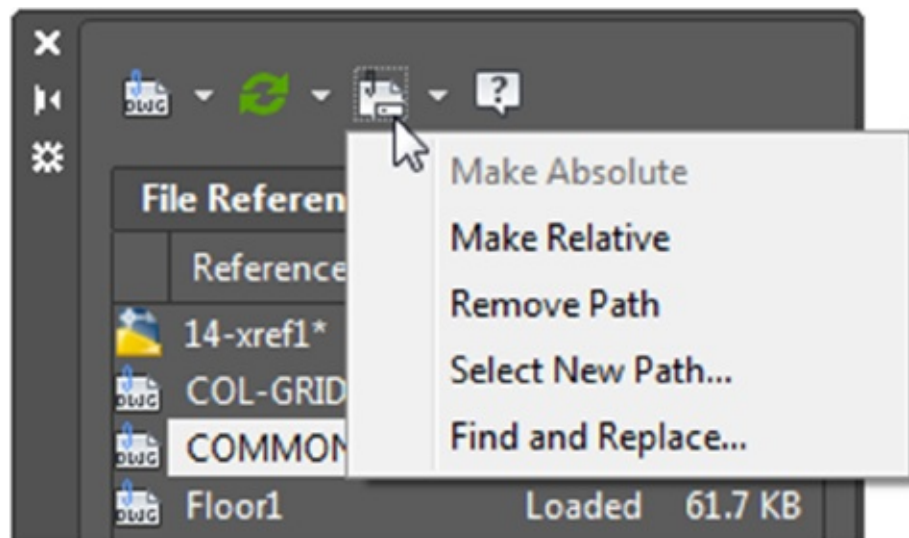 DWG
?
Make Absolute
Make Relative
Remove Path
Select New Path...
Find and Replace...
File Referen
Reference
14-xref1*
DWG COL-GRID
DWG COMMON
DWG Floor1 Loaded 61.7 KB